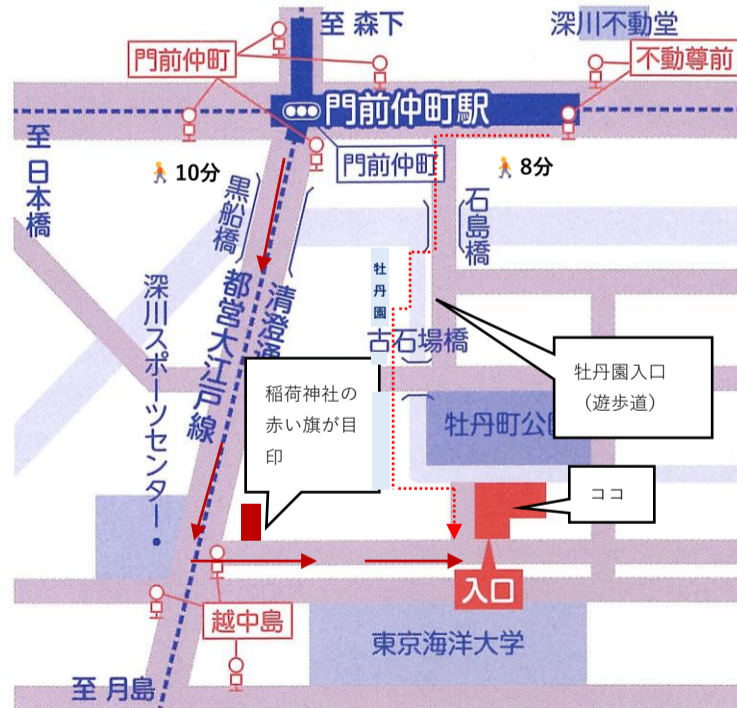 至 森下
深川不動堂
門前仲町
不動尊前
門前仲町駅
門前仲町
至 日本橋
10分
8分
黒船橋
石島橋
牡丹園
深川スポーツセンター
都営大江戸線
清澄通
古石場橋
稲荷神社の
赤い旗が目
印
牡丹園入口
(遊歩道)
牡丹町公
ココ
入口
越中島
東京海洋大学
至 月島